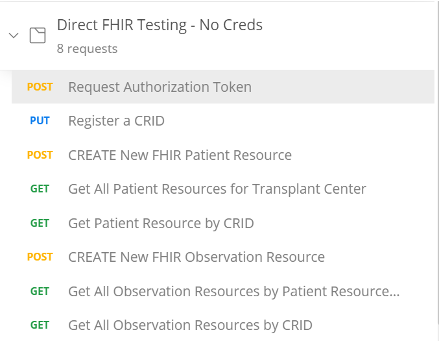 Direct FHIR Testing - No Creds
8 requests
POST Request Authorization Token
PUT Register a CRID
POST CREATE New FHIR Patient Resource
GET Get All Patient Resources for Transplant Center
GET Get Patient Resource by CRID
POST CREATE New FHIR Observation Resource
GET Get All Observation Resources by Patient Resource...
GET Get All Observation Resources by CRID